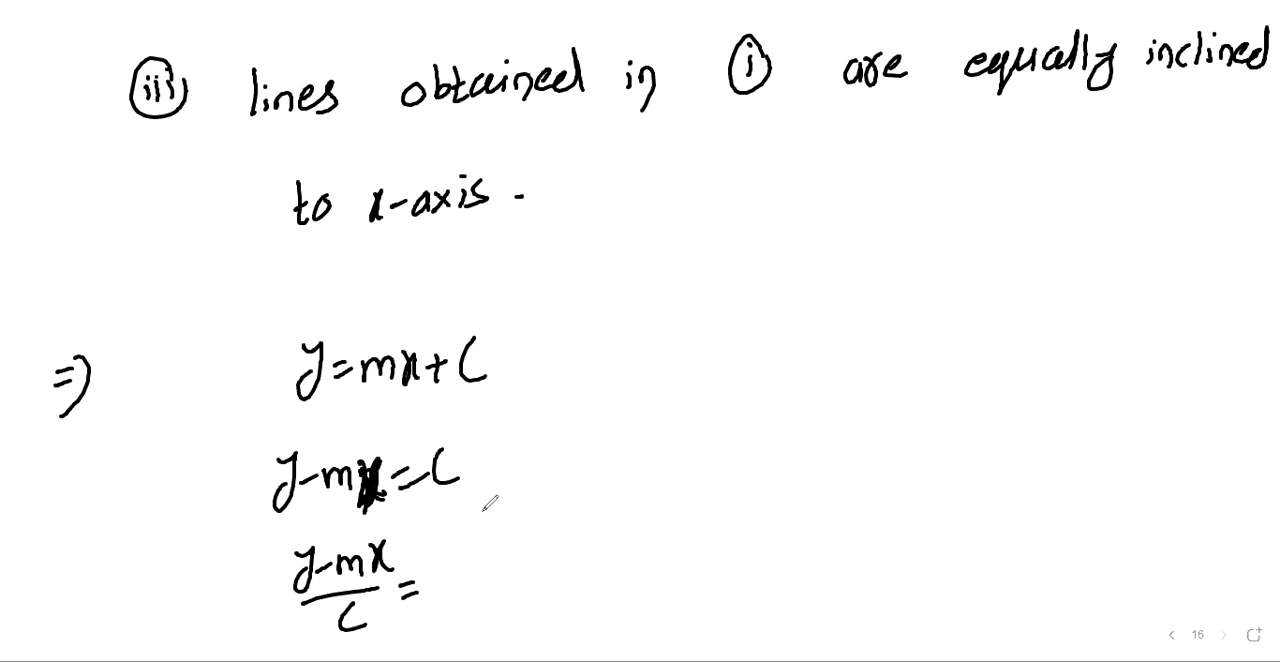 (iii) lines obtained in (i) are equally inclined
to x-axis.
=> y=mx+c
y-mx=c
y-mx
c =
< 16 >